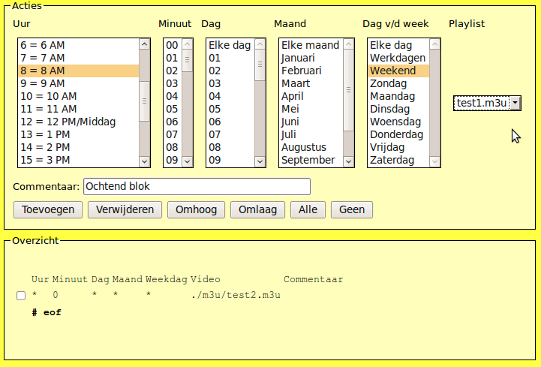 Acties
Uur Minuut Dag Maand Dag v/d week Playlist
6 = 6 AM 00 Elke dag Elke maand Elke dag
7 = 7 AM 01 01 Januari Werkdagen
8 = 8 AM 02 02 Februari Weekend
9 = 9 AM 03 03 Maart Zondag
10 = 10 AM 04 04 April Maandag
11 = 11 AM 05 05 Mei Dinsdag
12 = 12 PM/Middag 06 06 Juni Woensdag
13 = 1 PM 07 07 Juli Donderdag
14 = 2 PM 08 08 Augustus Vrijdag
15 = 3 PM 09 09 September Zaterdag
test1.m3u
Commentaar: Ochtend blok
Toevoegen Verwijderen Omhoog Omlaag Alle Geen
Overzicht
Uur Minuut Dag Maand Weekdag Video Commentaar
* 0 * * * ./m3u/test2.m3u
# eof